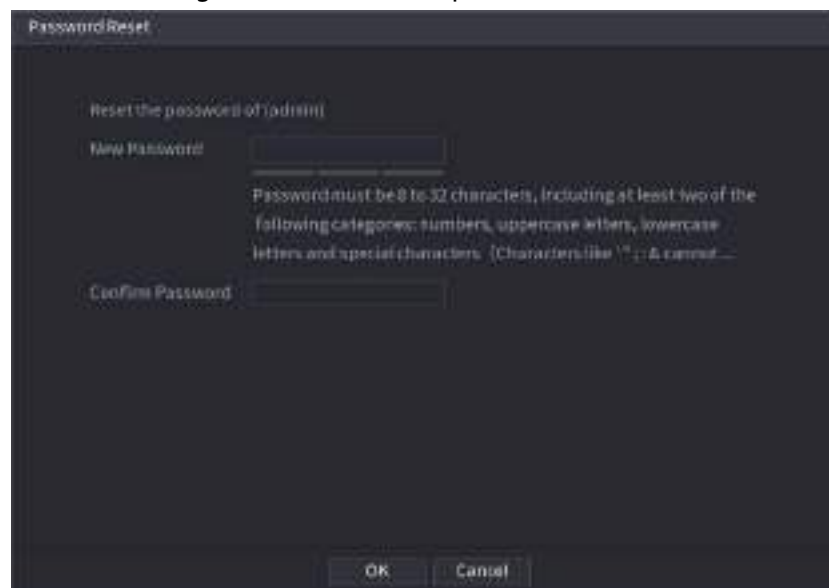 Password Reset
Reset the password of (admin)
New Password
Password must be 8 to 32 characters, including at least two of the
following categories: numbers, uppercase letters, lowercase
letters and special characters (Characters like ' " ; : & cannot ...
Confirm Password
OK Cancel